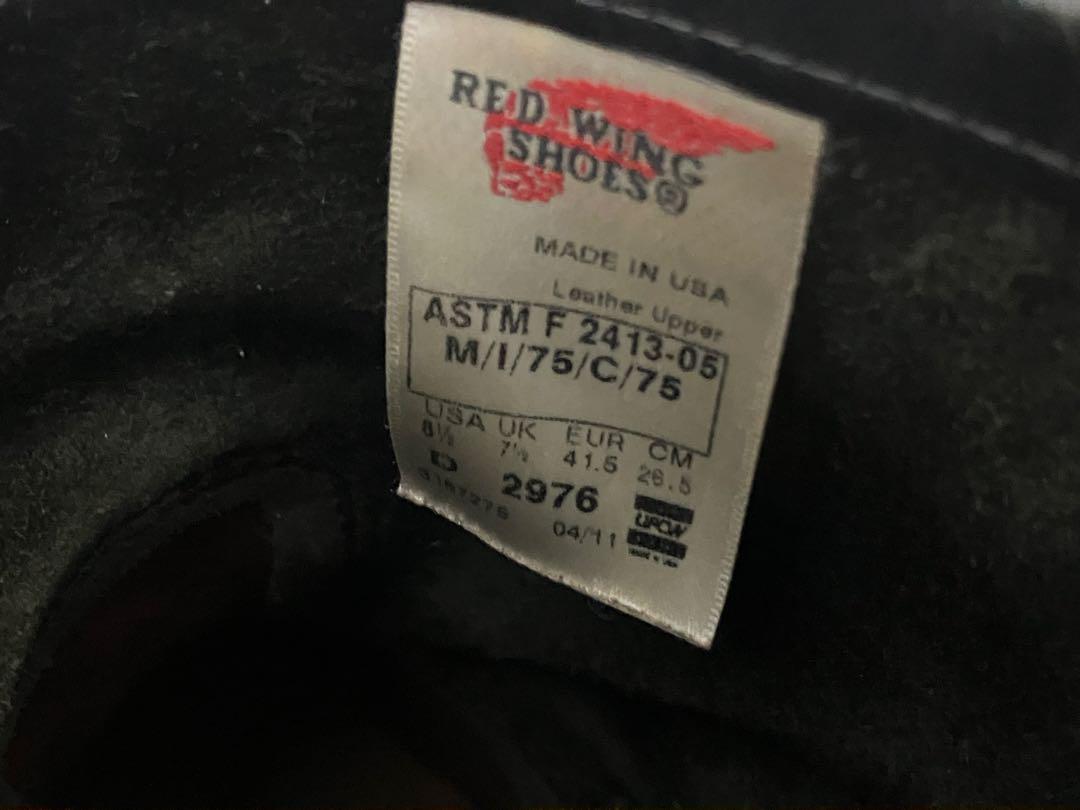 RED WING
SHOES®
MADE IN USA
Leather Upper
ASTM F 2413-05
M/I/75/C/75
USA UK EUR CM
8½ 7½ 41.5 26.5
D 2976
04/11
UFCW